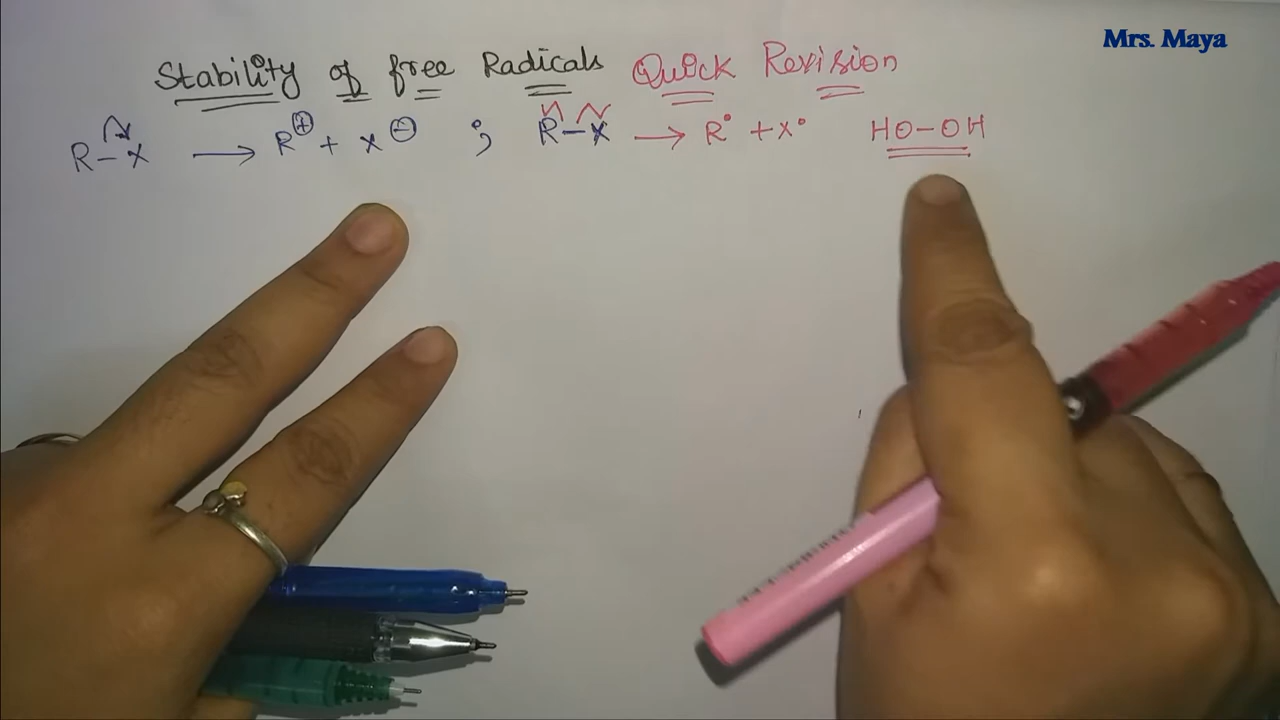 Mrs. Maya
Stability of free Radicals Quick Revision
R–X → R⊕ + X⊖ ; R–X → R• + X• HO–OH